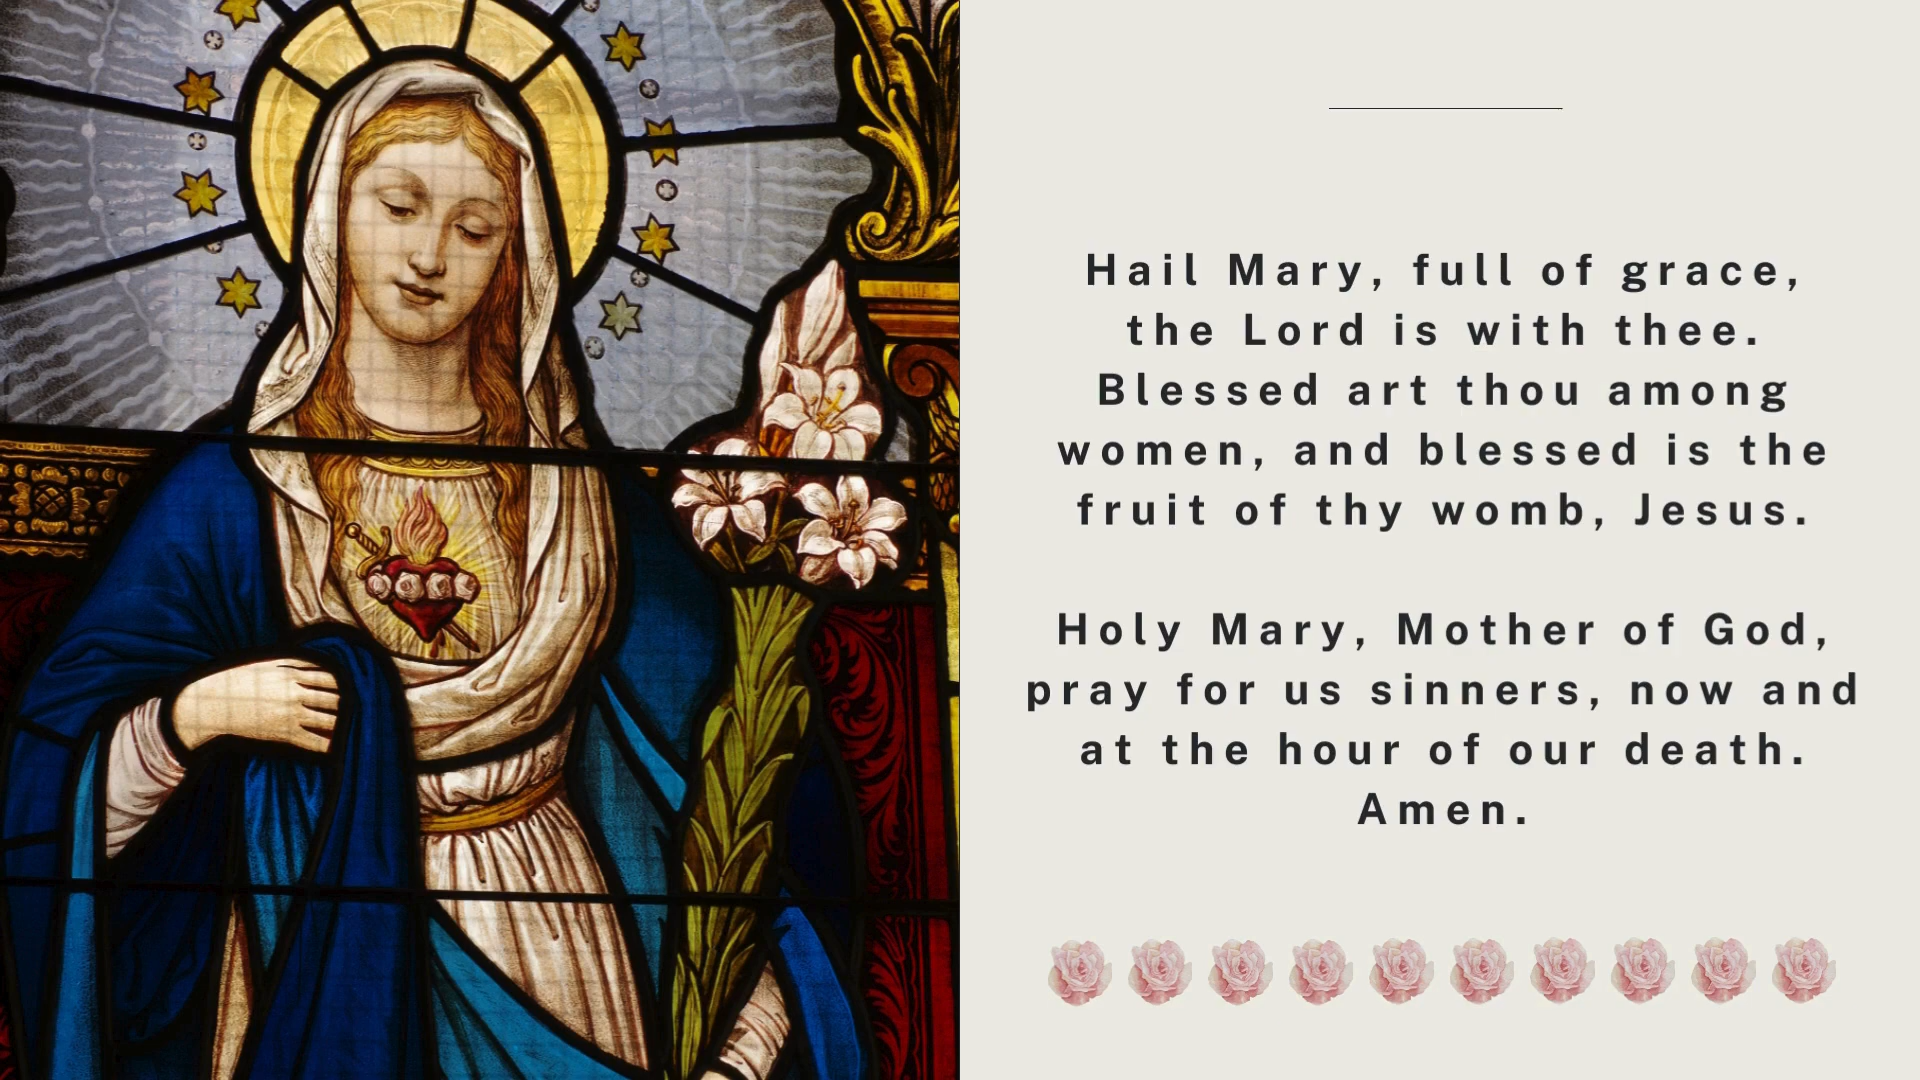 Hail Mary, full of grace,
the Lord is with thee.
Blessed art thou among
women, and blessed is the
fruit of thy womb, Jesus.
Holy Mary, Mother of God,
pray for us sinners, now and
at the hour of our death.
Amen.